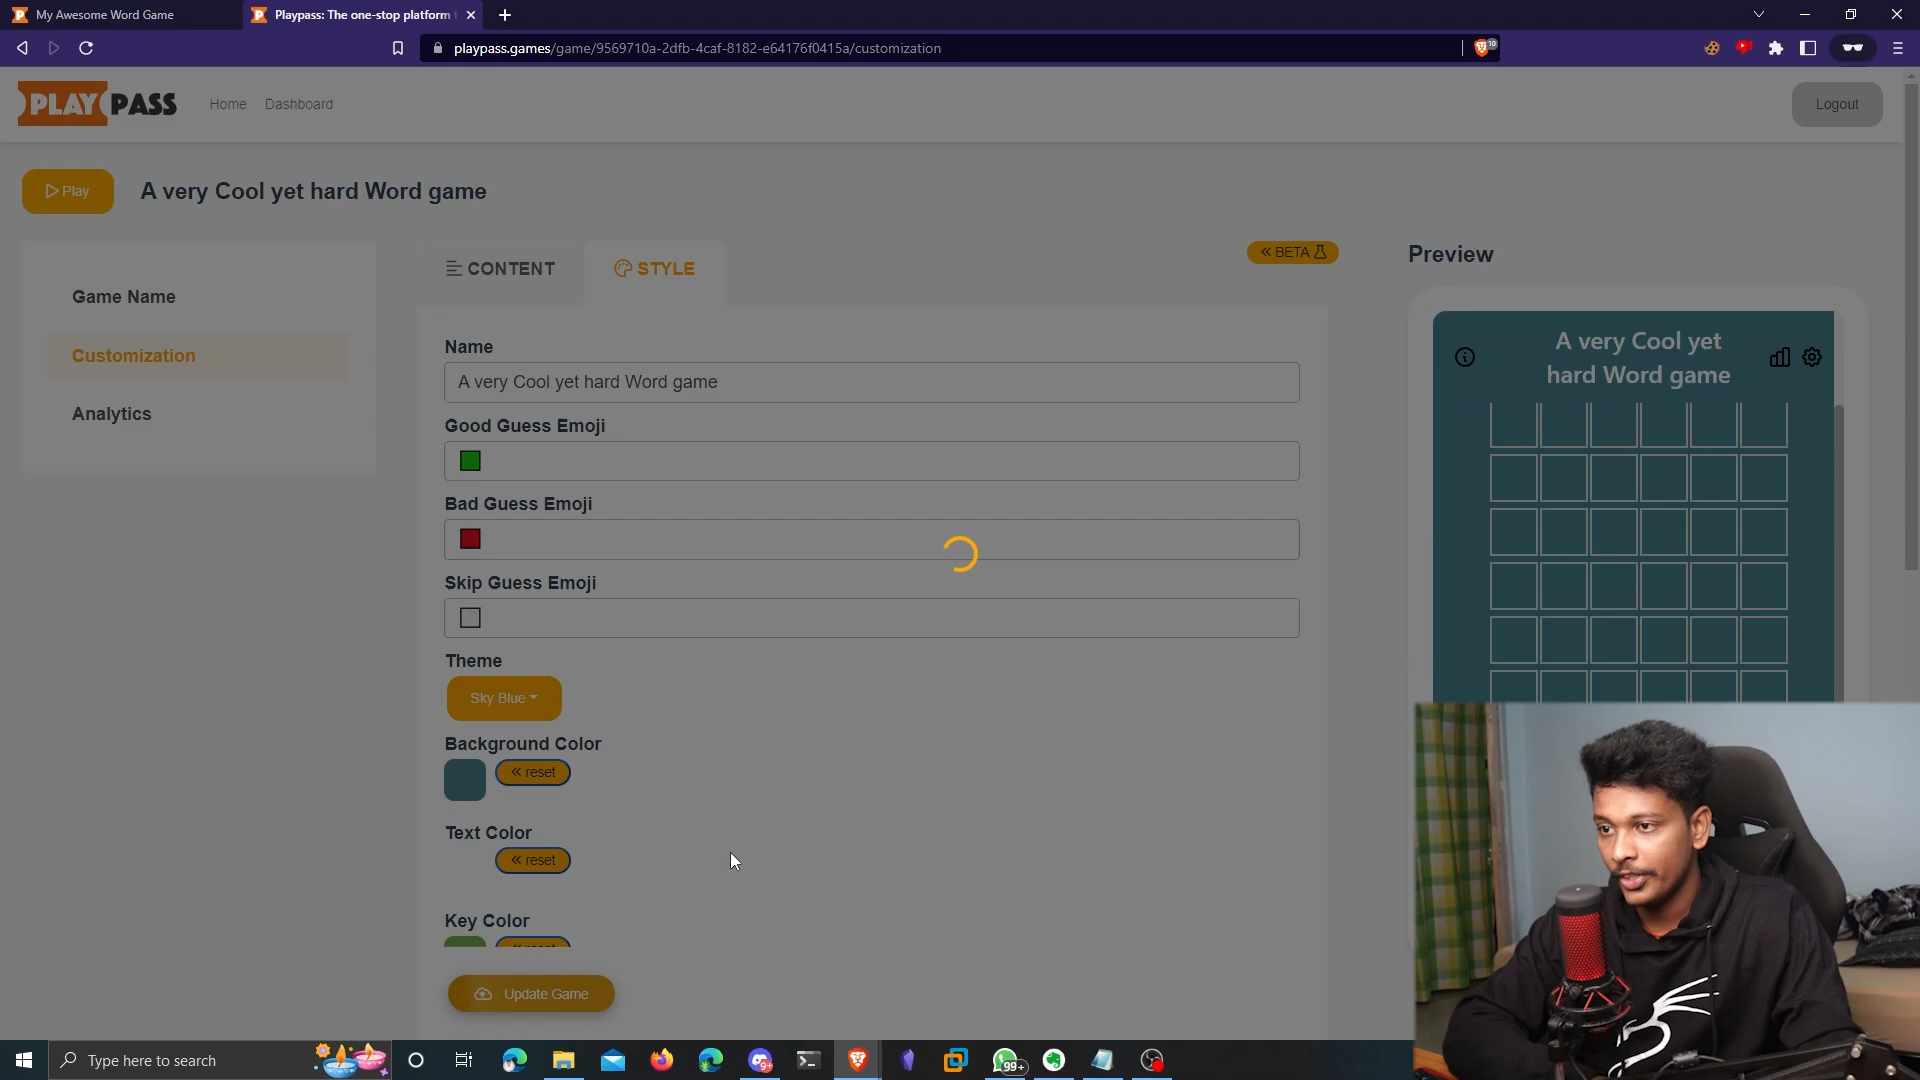 My Awesome Word Game
Playpass: The one-stop platform t
playpass.games/game/9569710a-2dfb-4caf-8182-e64176f0415a/customization
10
PLAY PASS
Home
Dashboard
Logout
Play
A very Cool yet hard Word game
Game Name
Customization
Analytics
CONTENT
STYLE
« BETA
Name
A very Cool yet hard Word game
Good Guess Emoji
Bad Guess Emoji
Skip Guess Emoji
Theme
Sky Blue
Background Color
« reset
Text Color
« reset
Key Color
« reset
Update Game
Preview
A very Cool yet
hard Word game
Type here to search
9+
99+